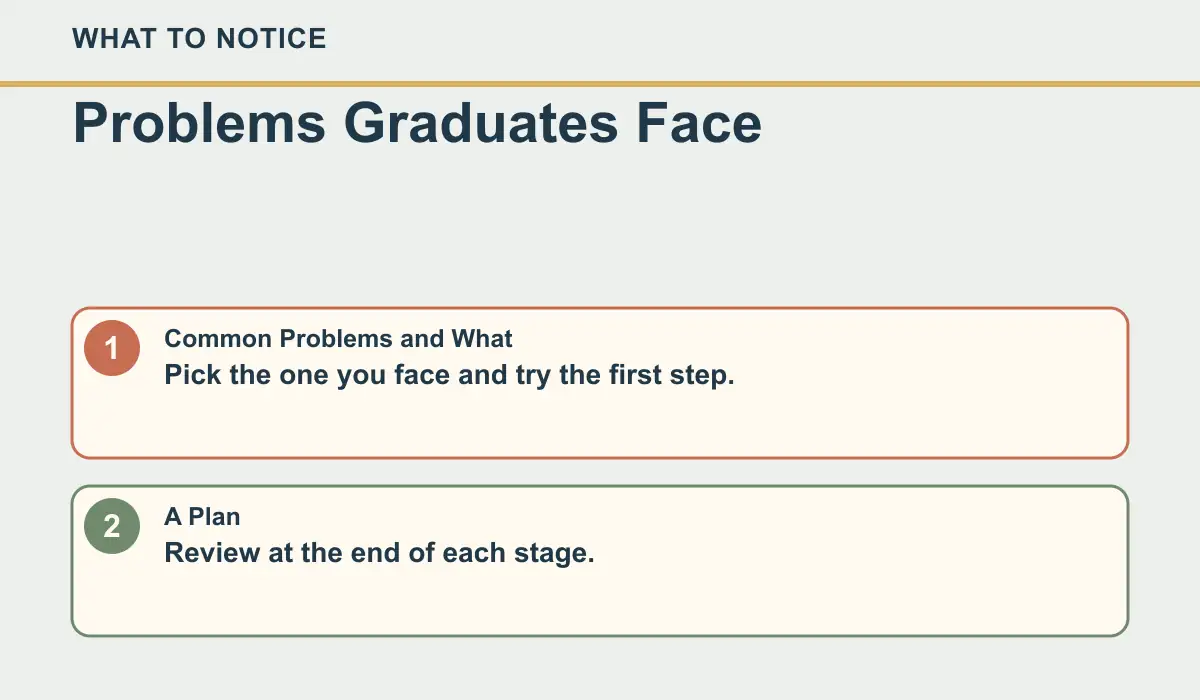 WHAT TO NOTICE
Problems Graduates Face
1
Common Problems and What
Pick the one you face and try the first step.
2
A Plan
Review at the end of each stage.